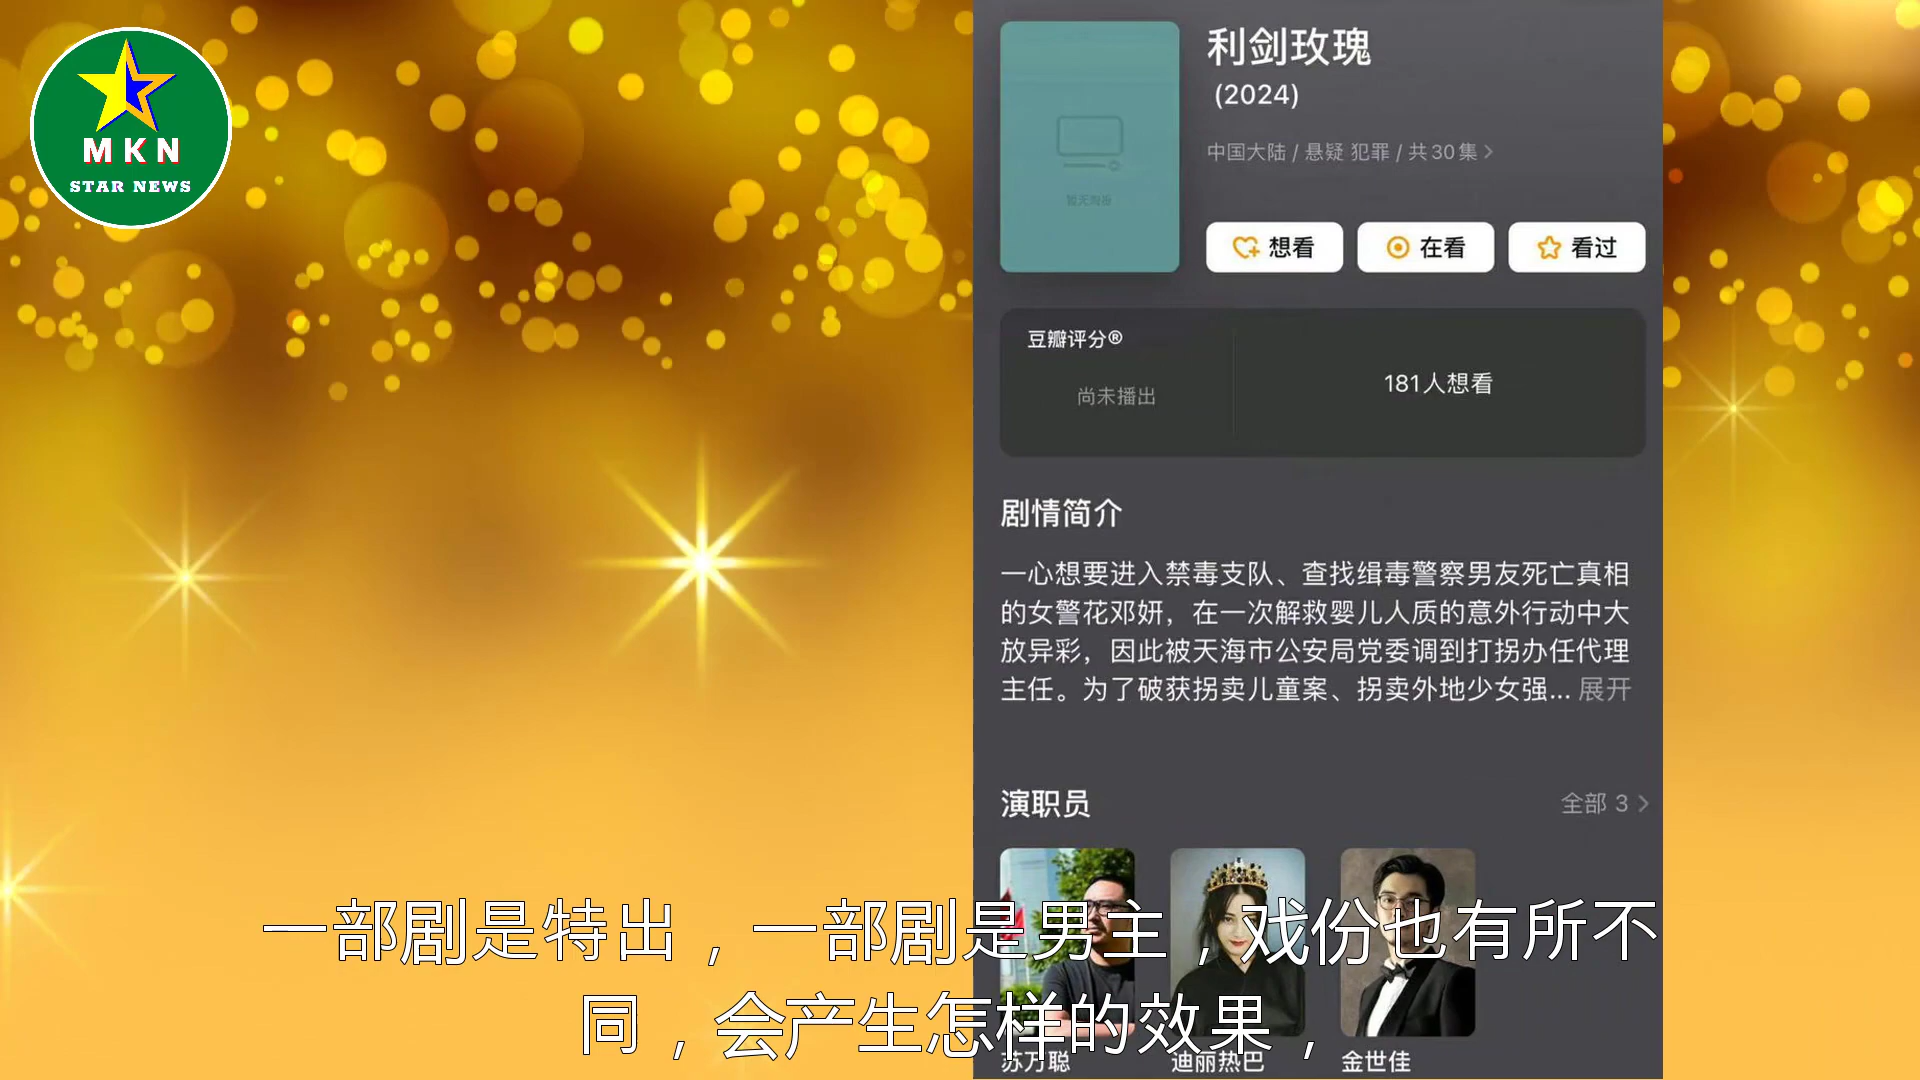 MKN
STAR NEWS
利剑玫瑰
(2024)
中国大陆 / 悬疑 犯罪 / 共30集
暂无海报
想看
在看
看过
豆瓣评分®
尚未播出
181人想看
剧情简介
一心想要进入禁毒支队、查找缉毒警察男友死亡真相
的女警花邓妍，在一次解救婴儿人质的意外行动中大
放异彩，因此被天海市公安局党委调到打拐办任代理
主任。为了破获拐卖儿童案、拐卖外地少女强... 展开
演职员
全部 3
一部剧是特出，一部剧是男主，戏份也有所不
同，会产生怎样的效果，
苏万聪
迪丽热巴
金世佳